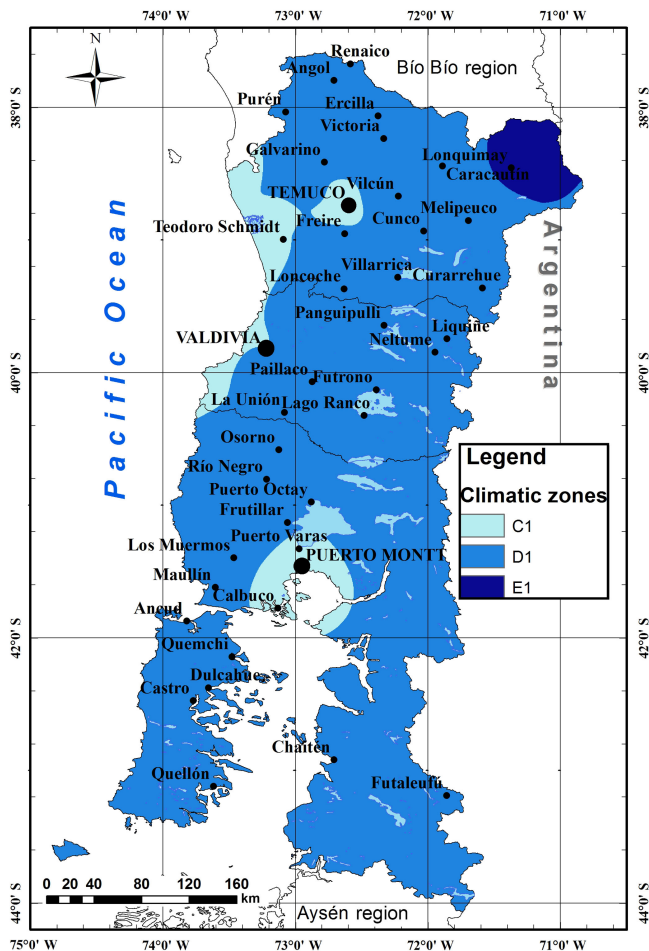 74°0' W
73°0' W
72°0' W
71°0' W
N
Renaico
Bío Bío region
Angol
38°0' S
38°0' S
Purén
Ercilla
Victoria
Galvarino
Lonquimay
Caracautín
Vilcún
TEMUCO
Melipeuco
Cunco
Freire
Teodoro Schmidt
Villarrica
Curarrehue
Loncoche
Panguipulli
Liquiñe
Neltume
VALDIVIA
Argentina
Pacific Ocean
40°0' S
40°0' S
Paillaco
Futrono
La Unión
Lago Ranco
Osorno
Río Negro
Puerto Octay
Frutillar
Puerto Varas
Los Muermos
PUERTO MONTT
Maullín
Calbuco
Ancud
Legend
Climatic zones
C1
D1
E1
42°0' S
42°0' S
Quemchi
Dulcahue
Castro
Chaitén
Quellón
Futaleufú
0 20 40 80 120 160
km
44°0' S
44°0' S
Aysén region
75°0' W
74°0' W
73°0' W
72°0' W
71°0' W